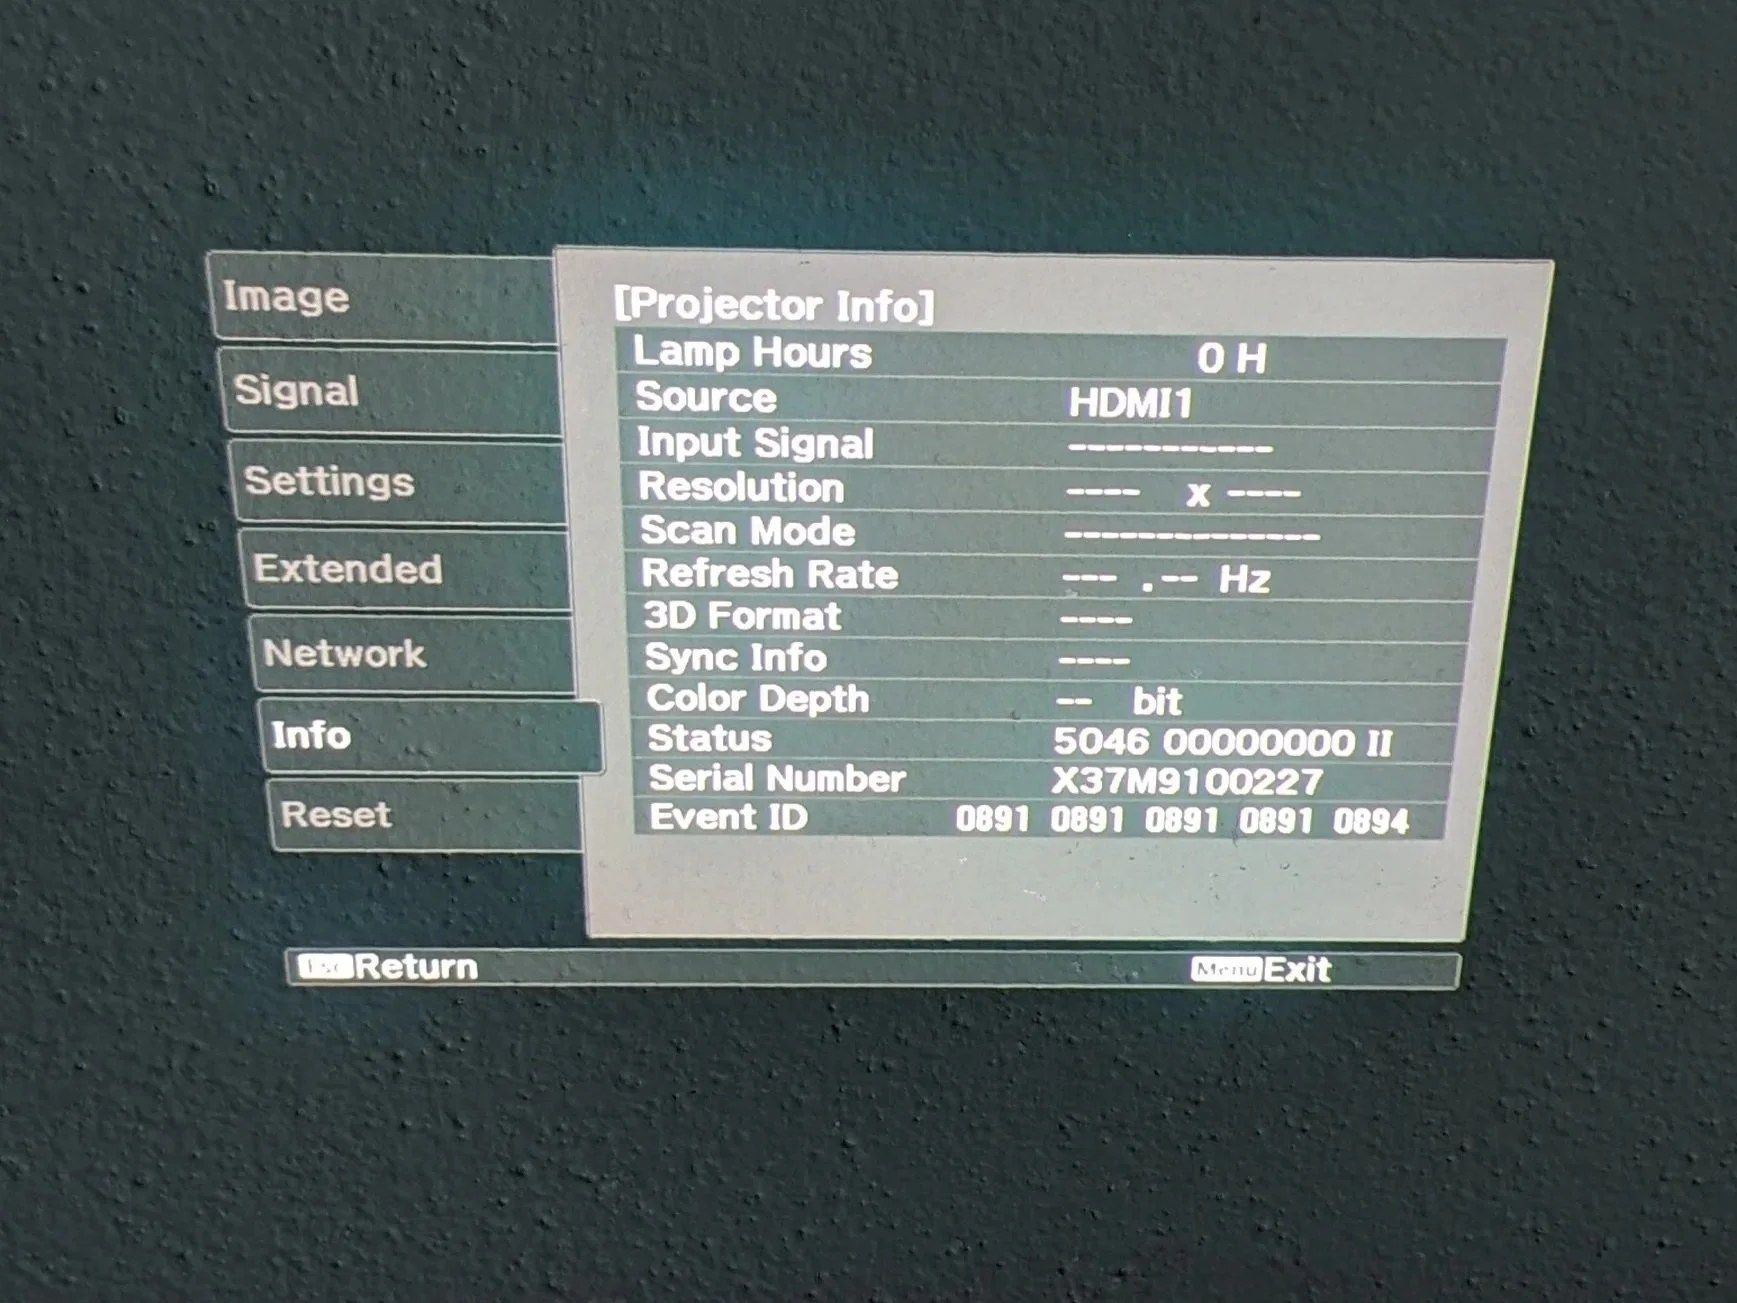 Image
Signal
Settings
Extended
Network
Info
Reset
[Projector Info]
Lamp Hours 0 H
Source HDMI1
Input Signal -----------
Resolution ---- x ----
Scan Mode --------------
Refresh Rate --- .-- Hz
3D Format ----
Sync Info ----
Color Depth -- bit
Status 5046 00000000 II
Serial Number X37M9100227
Event ID 0891 0891 0891 0891 0894
Esc Return Menu Exit